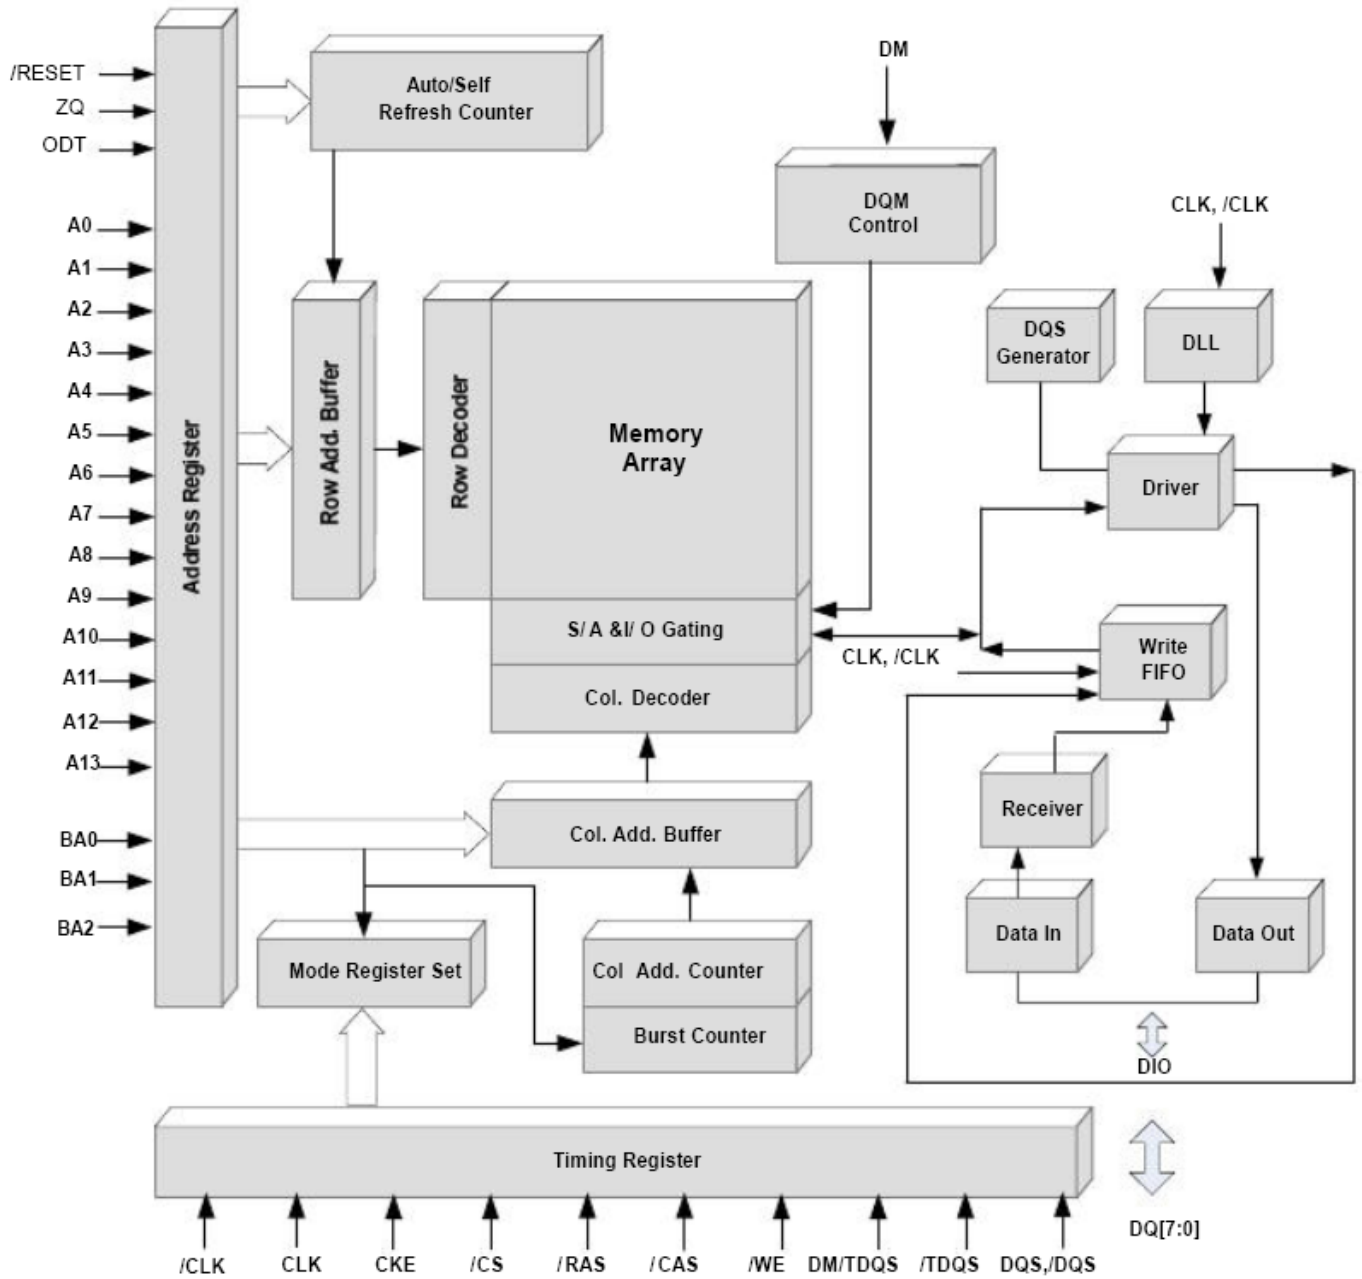 /RESET
ZQ
ODT
A0
A1
A2
A3
A4
A5
A6
A7
A8
A9
A10
A11
A12
A13
BA0
BA1
BA2
Address Register
Auto/Self
Refresh Counter
Row Add. Buffer
Row Decoder
Memory
Array
S/ A &I/ O Gating
Col. Decoder
Col. Add. Buffer
Mode Register Set
Col Add. Counter
Burst Counter
DM
DQM
Control
CLK, /CLK
DQS
Generator
DLL
Driver
CLK, /CLK
Write
FIFO
Receiver
Data In
Data Out
DIO
Timing Register
DQ[7:0]
/CLK
CLK
CKE
/CS
/RAS
/CAS
/WE
DM/TDQS
/TDQS
DQS,/DQS